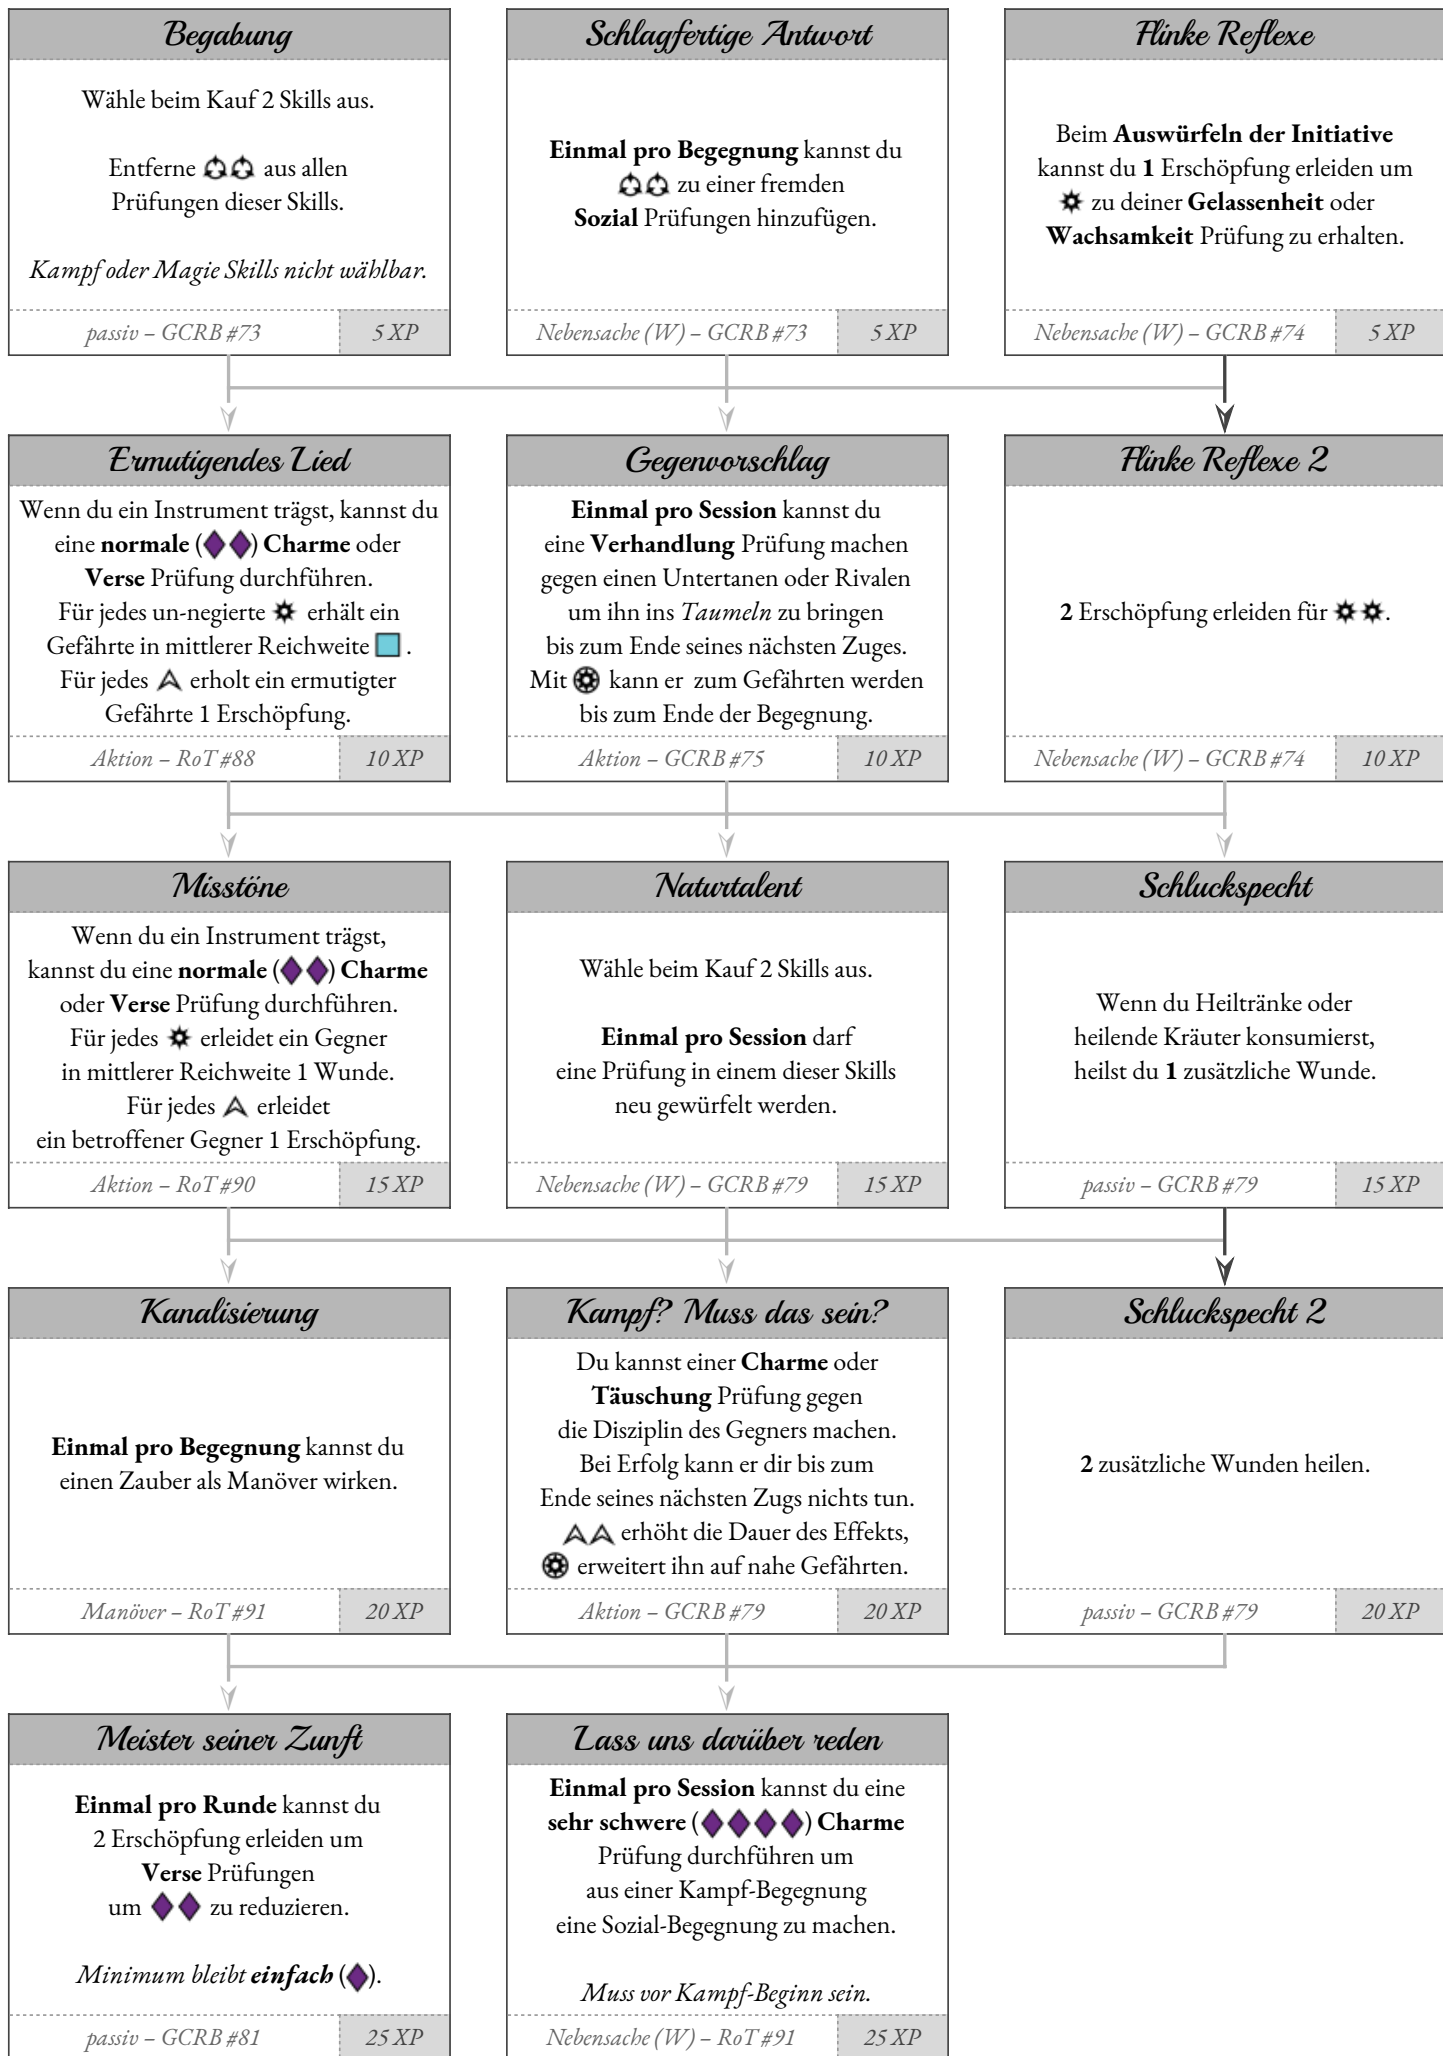 Begabung
Wähle beim Kauf 2 Skills aus.
Entferne aus allen
Prüfungen dieser Skills.
Kampf oder Magie Skills nicht wählbar.
passiv – GCRB #73
5 XP
Schlagfertige Antwort
Einmal pro Begegnung kannst du
zu einer fremden
Sozial Prüfungen hinzufügen.
Nebensache (W) – GCRB #73
5 XP
Flinke Reflexe
Beim Auswürfeln der Initiative
kannst du 1 Erschöpfung erleiden um
zu deiner Gelassenheit oder
Wachsamkeit Prüfung zu erhalten.
Nebensache (W) – GCRB #74
5 XP
Ermutigendes Lied
Wenn du ein Instrument trägst, kannst du
eine normale () Charme oder
Verse Prüfung durchführen.
Für jedes un-negierte erhält ein
Gefährte in mittlerer Reichweite .
Für jedes erholt ein ermutigter
Gefährte 1 Erschöpfung.
Aktion – RoT #88
10 XP
Gegenvorschlag
Einmal pro Session kannst du
eine Verhandlung Prüfung machen
gegen einen Untertanen oder Rivalen
um ihn ins Taumeln zu bringen
bis zum Ende seines nächsten Zuges.
Mit kann er zum Gefährten werden
bis zum Ende der Begegnung.
Aktion – GCRB #75
10 XP
Flinke Reflexe 2
2 Erschöpfung erleiden für .
Nebensache (W) – GCRB #74
10 XP
Misstöne
Wenn du ein Instrument trägst,
kannst du eine normale () Charme
oder Verse Prüfung durchführen.
Für jedes erleidet ein Gegner
in mittlerer Reichweite 1 Wunde.
Für jedes erleidet
ein betroffener Gegner 1 Erschöpfung.
Aktion – RoT #90
15 XP
Naturtalent
Wähle beim Kauf 2 Skills aus.
Einmal pro Session darf
eine Prüfung in einem dieser Skills
neu gewürfelt werden.
Nebensache (W) – GCRB #79
15 XP
Schluckspecht
Wenn du Heiltränke oder
heilende Kräuter konsumierst,
heilst du 1 zusätzliche Wunde.
passiv – GCRB #79
15 XP
Kanalisierung
Einmal pro Begegnung kannst du
einen Zauber als Manöver wirken.
Manöver – RoT #91
20 XP
Kampf? Muss das sein?
Du kannst einer Charme oder
Täuschung Prüfung gegen
die Disziplin des Gegners machen.
Bei Erfolg kann er dir bis zum
Ende seines nächsten Zugs nichts tun.
erhöht die Dauer des Effekts,
erweitert ihn auf nahe Gefährten.
Aktion – GCRB #79
20 XP
Schluckspecht 2
2 zusätzliche Wunden heilen.
passiv – GCRB #79
20 XP
Meister seiner Zunft
Einmal pro Runde kannst du
2 Erschöpfung erleiden um
Verse Prüfungen
um zu reduzieren.
Minimum bleibt einfach ().
passiv – GCRB #81
25 XP
Lass uns darüber reden
Einmal pro Session kannst du eine
sehr schwere () Charme
Prüfung durchführen um
aus einer Kampf-Begegnung
eine Sozial-Begegnung zu machen.
Muss vor Kampf-Beginn sein.
Nebensache (W) – RoT #91
25 XP